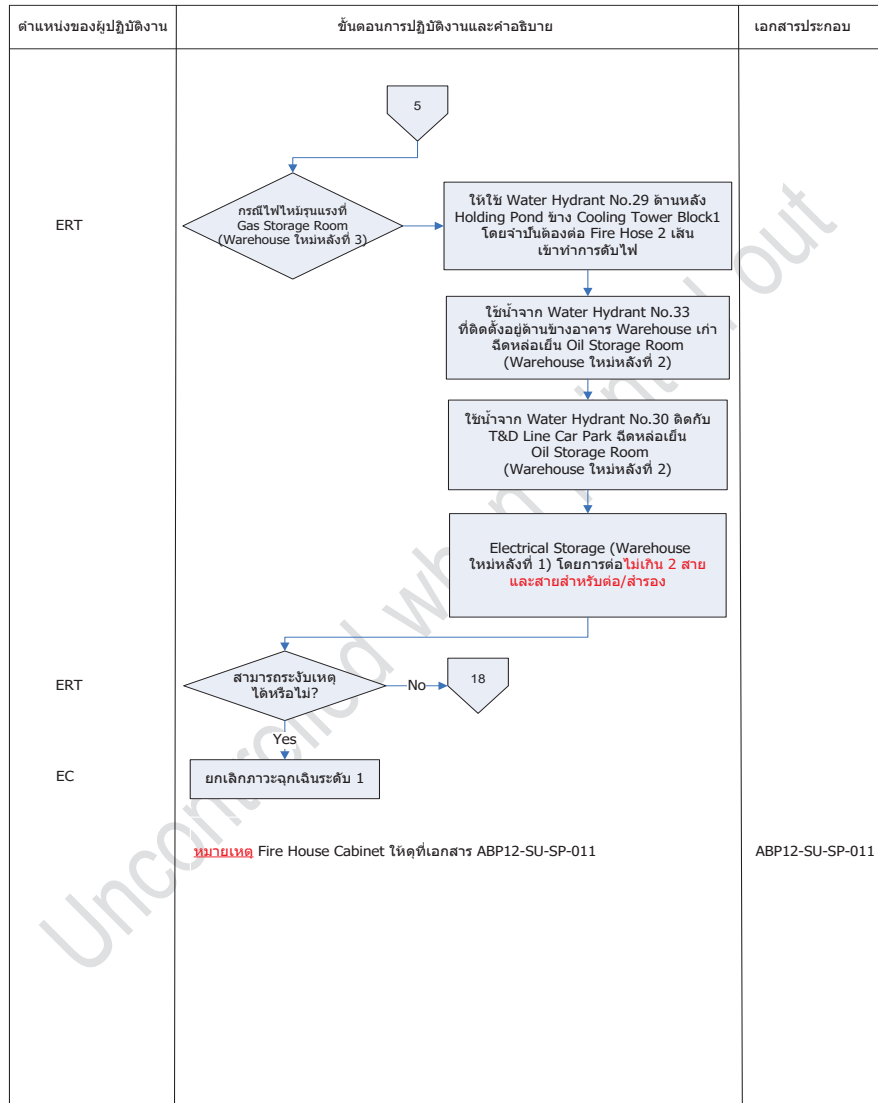 ตำแหน่งของผู้ปฏิบัติงาน
ขั้นตอนการปฏิบัติงานและคำอธิบาย
เอกสารประกอบ
5
ERT
กรณีไฟไหม้รุนแรงที่
Gas Storage Room
(Warehouse ใหม่หลังที่ 3)
ให้ใช้ Water Hydrant No.29 ด้านหลัง
Holding Pond ข้าง Cooling Tower Block1
โดยจำเป็นต้องต่อ Fire Hose 2 เส้น
เข้าทำการดับไฟ
ใช้น้ำจาก Water Hydrant No.33
ที่ติดตั้งอยู่ด้านข้างอาคาร Warehouse เก่า
ฉีดหล่อเย็น Oil Storage Room
(Warehouse ใหม่หลังที่ 2)
ใช้น้ำจาก Water Hydrant No.30 ติดกับ
T&D Line Car Park ฉีดหล่อเย็น
Oil Storage Room
(Warehouse ใหม่หลังที่ 2)
Electrical Storage (Warehouse
ใหม่หลังที่ 1) โดยการต่อไม่เกิน 2 สาย
และสายสำหรับต่อ/สำรอง
ERT
สามารถระงับเหตุ
ได้หรือไม่?
No
18
Yes
EC
ยกเลิกภาวะฉุกเฉินระดับ 1
หมายเหตุ Fire House Cabinet ให้ดูที่เอกสาร ABP12-SU-SP-011
ABP12-SU-SP-011
Uncontrolled when print out